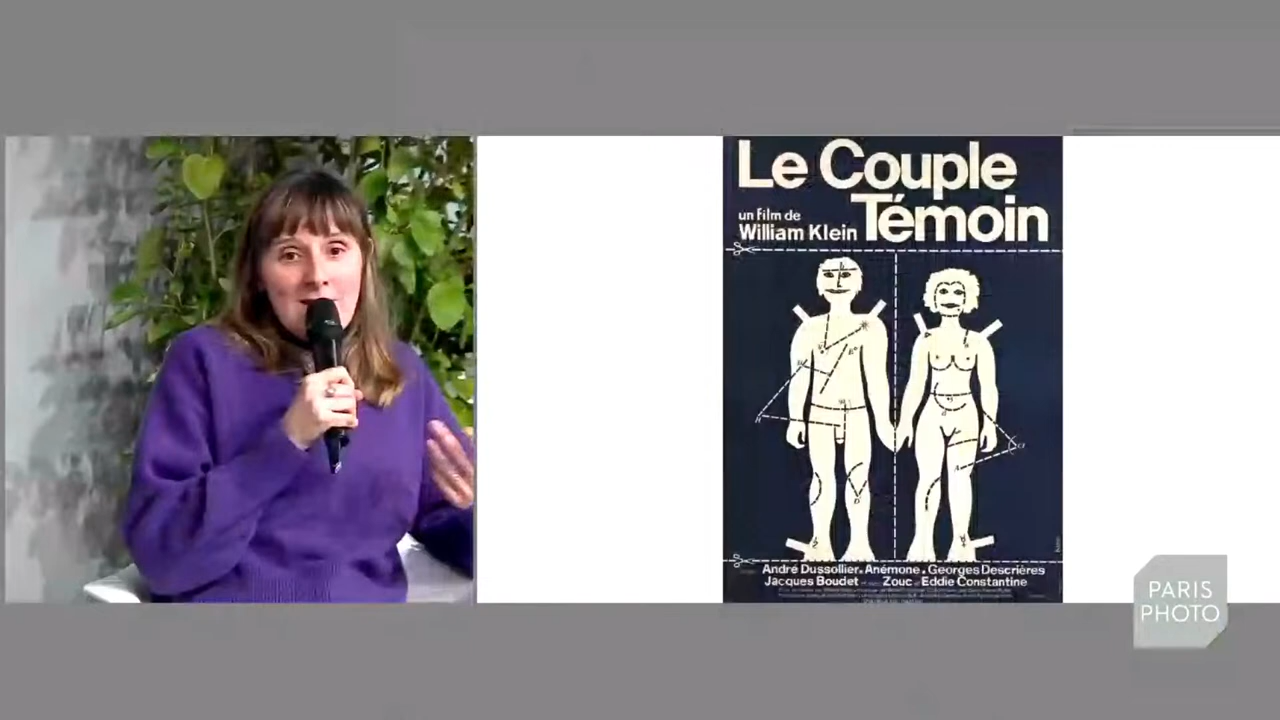 Le Couple
un film de
William Klein Témoin
André Dussollier. Anémone. Georges Descrières
Jacques Boudet Zouc Eddie Constantine
PARIS
PHOTO